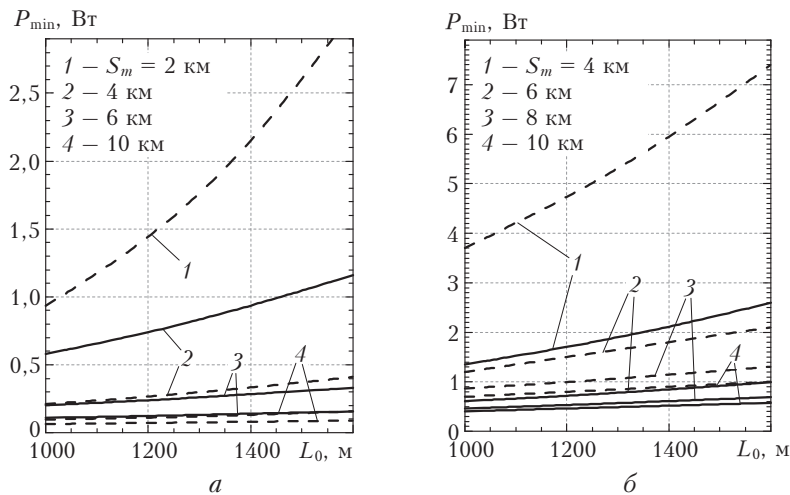 P_min, Вт
1 – S_m = 2 км
2 – 4 км
3 – 6 км
4 – 10 км
2,5
2,0
1,5
1,0
0,5
0
1
2
3
4
1000 1200 1400 L_0, м
а
P_min, Вт
1 – S_m = 4 км
2 – 6 км
3 – 8 км
4 – 10 км
7
6
5
4
3
2
1
0
1
2
3
4
1000 1200 1400 L_0, м
б